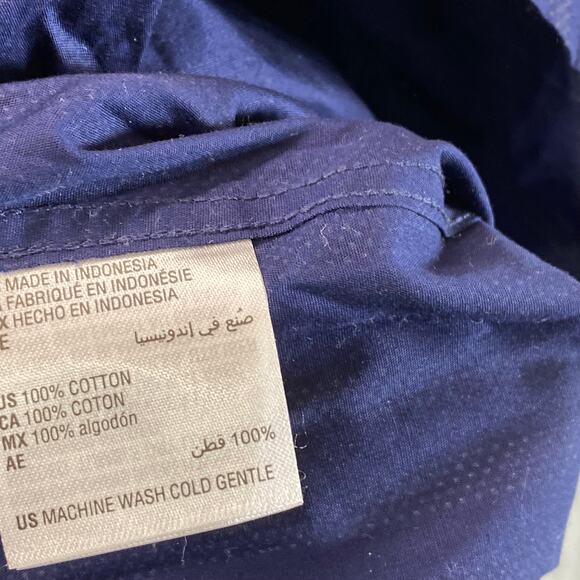 MADE IN INDONESIA
FABRIQUÉ EN INDONÉSIE
X HECHO EN INDONESIA
E صُنع في إندونيسيا
US 100% COTTON
CA 100% COTON
MX 100% algodón
AE 100% قطن
US MACHINE WASH COLD GENTLE